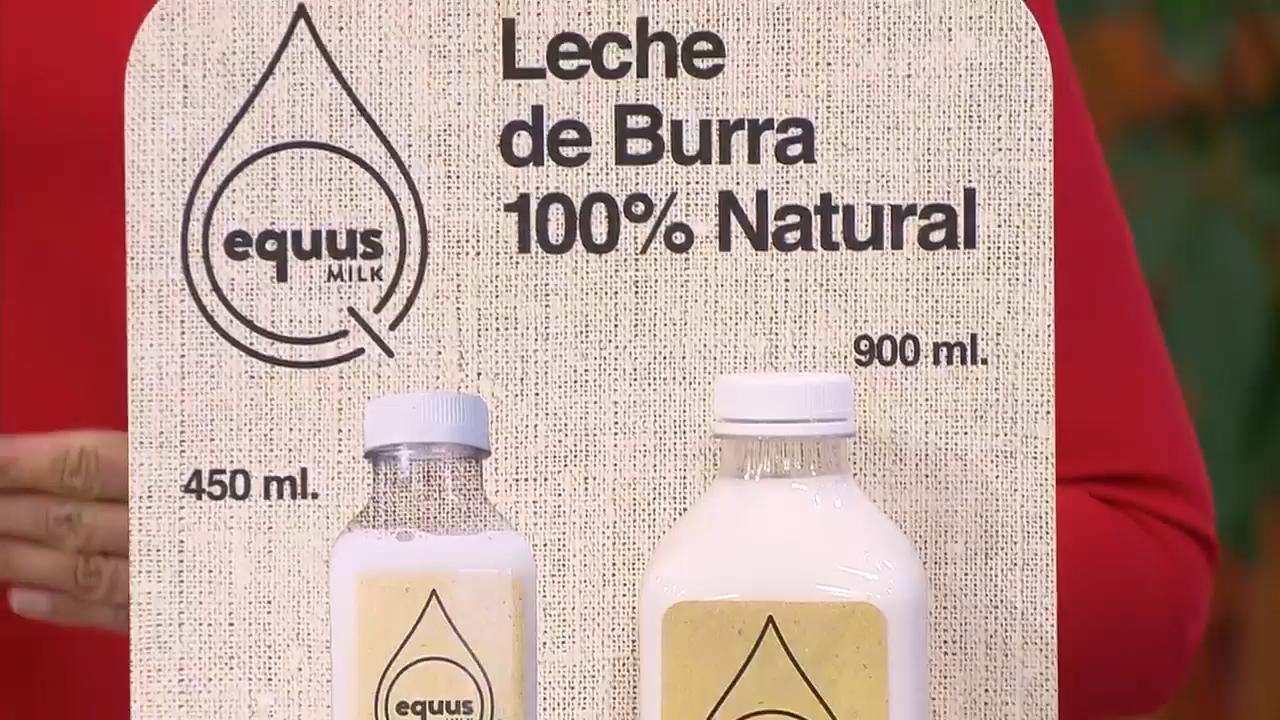 Leche
de Burra
100% Natural
equus
MILK
900 ml.
450 ml.
equus